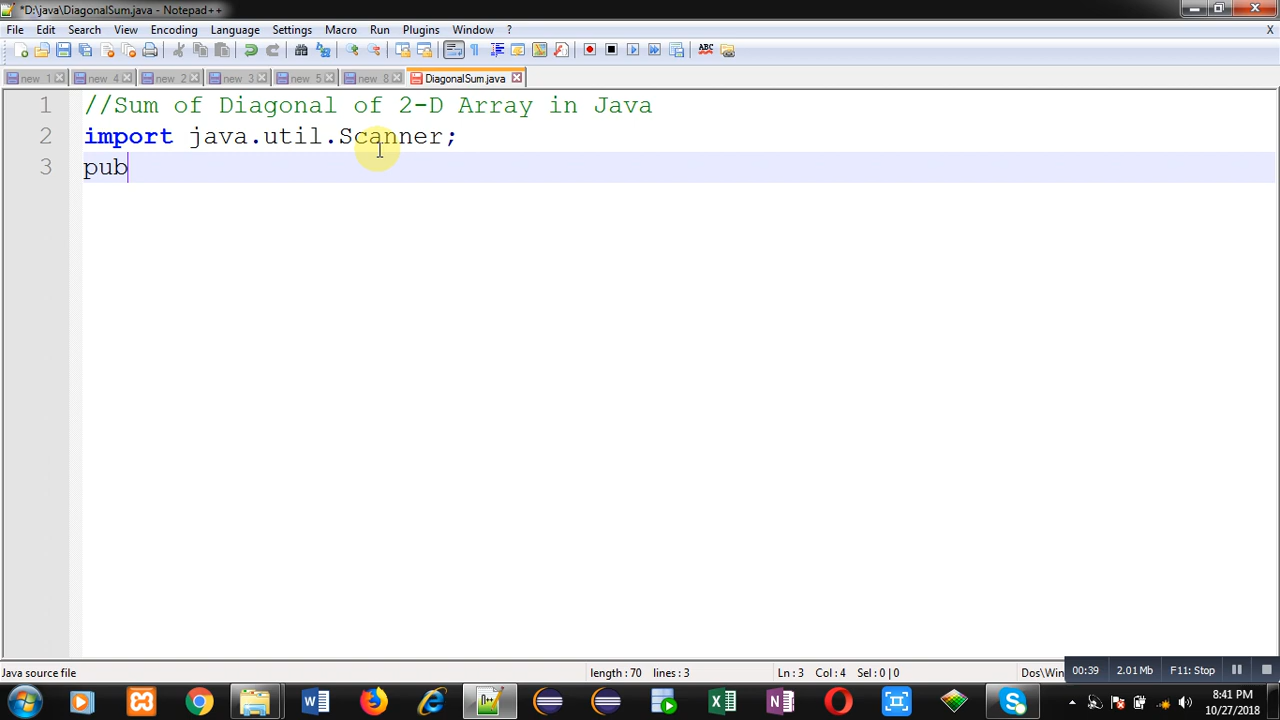 *D:\java\DiagonalSum.java - Notepad++
File Edit Search View Encoding Language Settings Macro Run Plugins Window ? X
new 1 new 4 new 2 new 3 new 5 new 8 DiagonalSum.java
1 //Sum of Diagonal of 2-D Array in Java
2 import java.util.Scanner;
3 pub
Java source file length : 70 lines : 3 Ln : 3 Col : 4 Sel : 0 | 0 Dos\Win 00:39 2.01 Mb F11: Stop
8:41 PM
10/27/2018